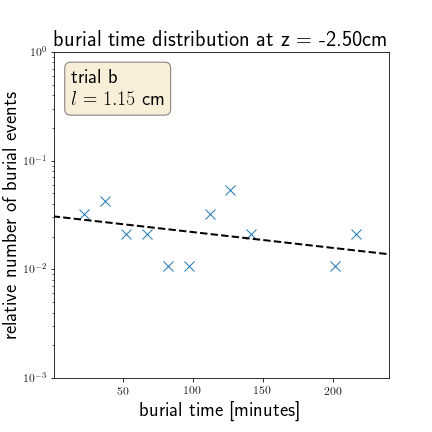 burial time distribution at z = -2.50cm
trial b
l = 1.15 cm
10⁰
10⁻¹
10⁻²
10⁻³
relative number of burial events
50 100 150 200
burial time [minutes]